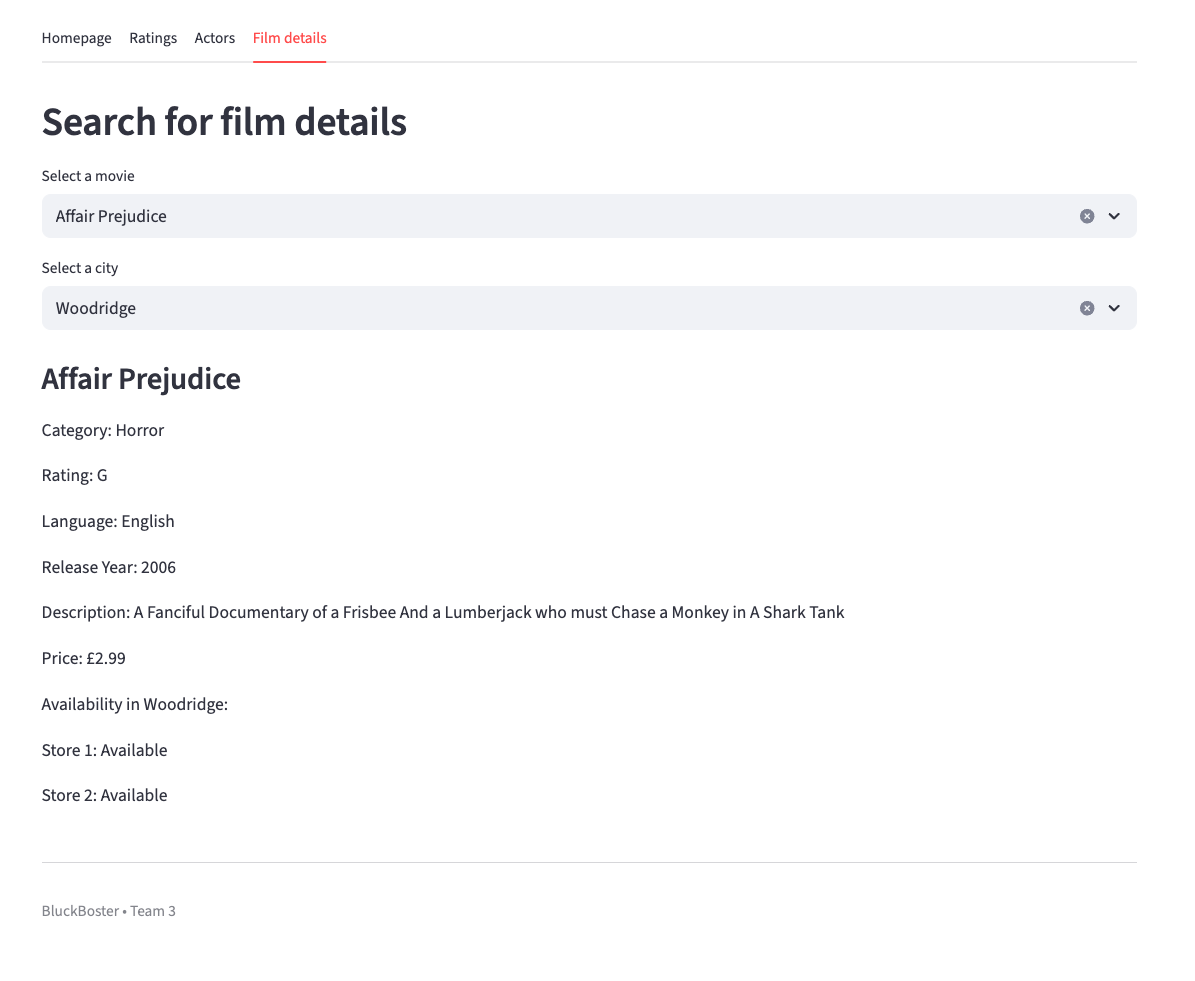 Homepage Ratings Actors Film details
Search for film details
Select a movie
Affair Prejudice
Select a city
Woodridge
Affair Prejudice
Category: Horror
Rating: G
Language: English
Release Year: 2006
Description: A Fanciful Documentary of a Frisbee And a Lumberjack who must Chase a Monkey in A Shark Tank
Price: £2.99
Availability in Woodridge:
Store 1: Available
Store 2: Available
BluckBoster • Team 3